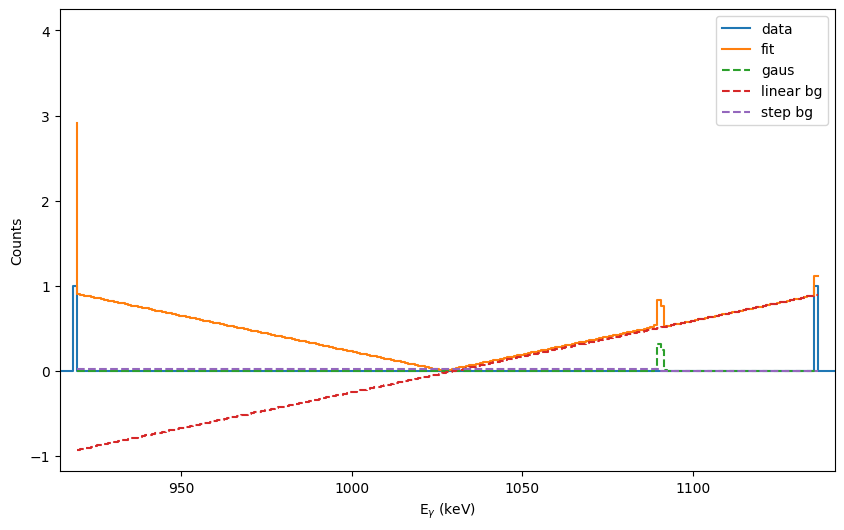 4
3
2
1
0
−1
Counts
950
1000
1050
1100
E_γ (keV)
data
fit
gaus
linear bg
step bg